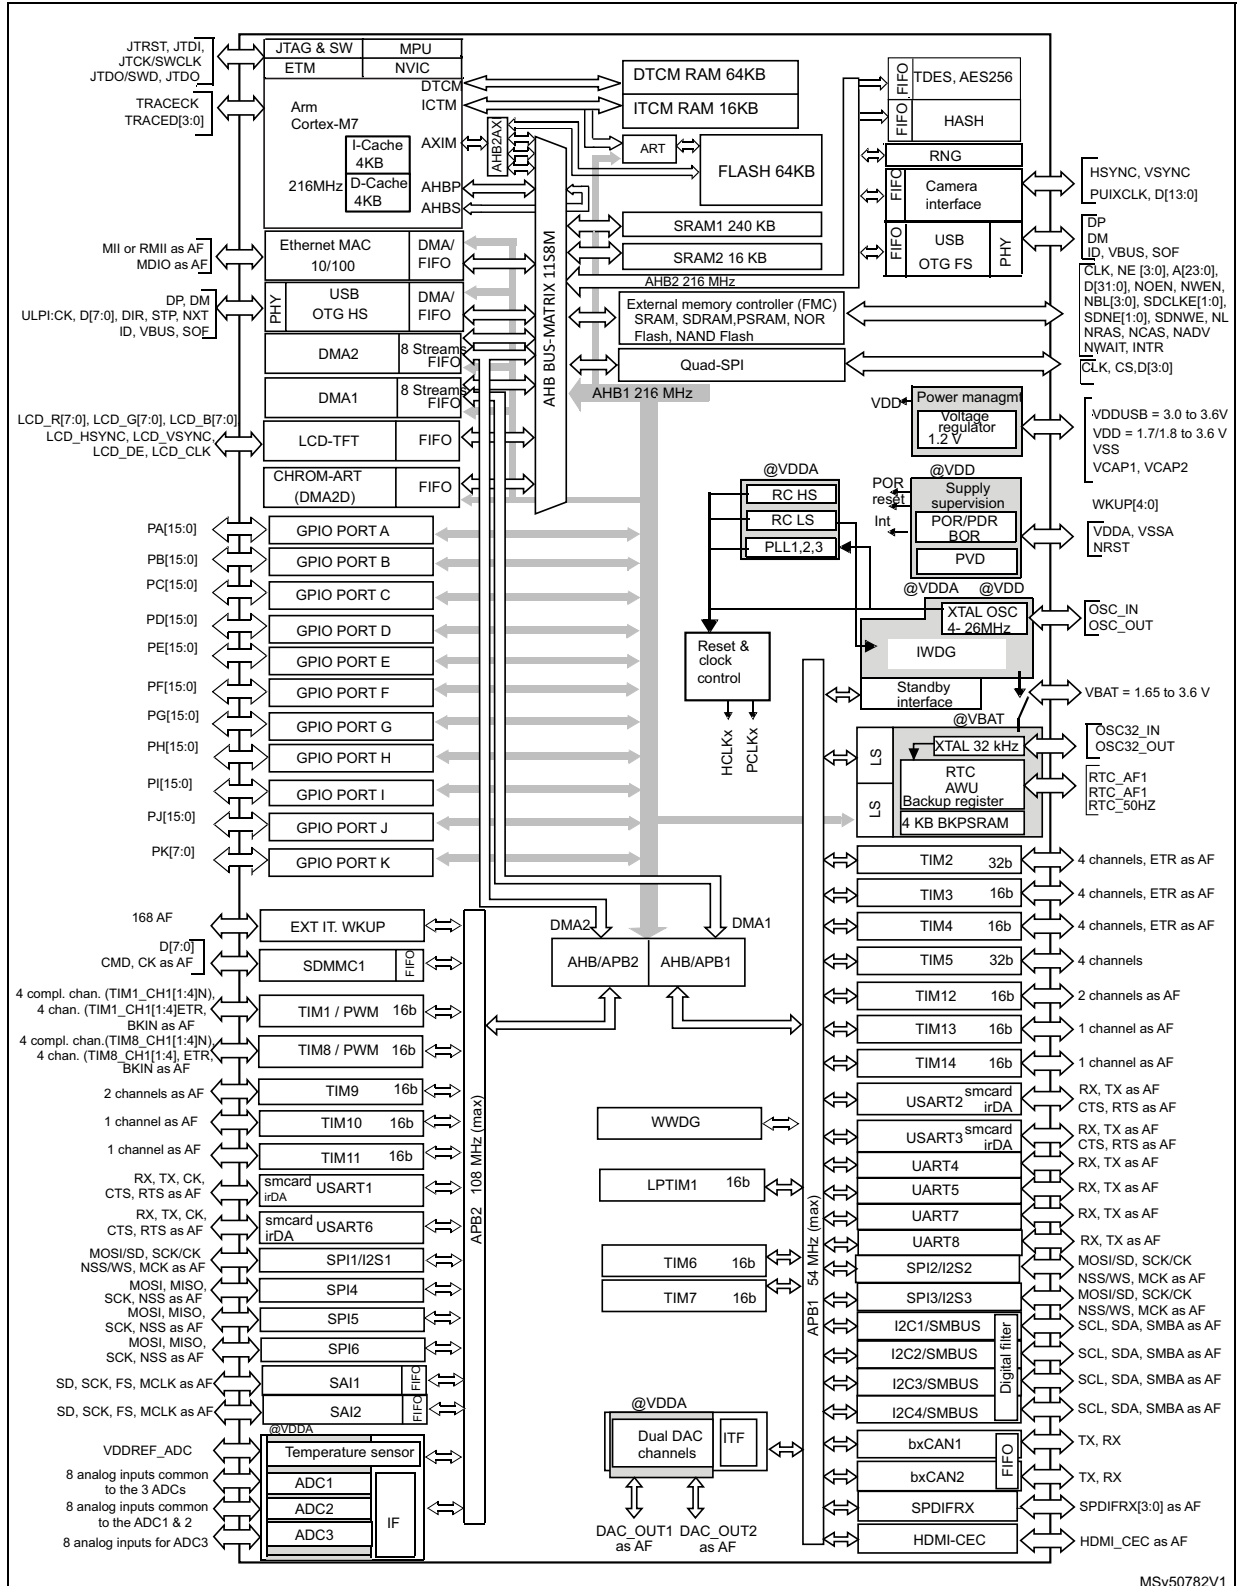 JTRST, JTDI,
JTCK/SWCLK
JTDO/SWD, JTDO
TRACECK
TRACED[3:0]
JTAG & SW
MPU
ETM
NVIC
DTCM
ICTM
Arm
Cortex-M7
AXIM
I-Cache
4KB
216MHz
D-Cache
4KB
AHBP
AHBS
AHB2AXI
DTCM RAM 64KB
ITCM RAM 16KB
ART
FLASH 64KB
SRAM1 240 KB
SRAM2 16 KB
AHB2 216 MHz
External memory controller (FMC)
SRAM, SDRAM,PSRAM, NOR
Flash, NAND Flash
Quad-SPI
AHB BUS-MATRIX 11S8M
AHB1 216 MHz
FIFO
TDES, AES256
FIFO
HASH
RNG
FIFO
Camera
interface
FIFO
USB
OTG FS
PHY
HSYNC, VSYNC
PUIXCLK, D[13:0]
DP
DM
ID, VBUS, SOF
CLK, NE [3:0], A[23:0],
D[31:0], NOEN, NWEN,
NBL[3:0], SDCLKE[1:0],
SDNE[1:0], SDNWE, NL
NRAS, NCAS, NADV
NWAIT, INTR
CLK, CS,D[3:0]
MII or RMII as AF
MDIO as AF
Ethernet MAC
10/100
DMA/
FIFO
DP, DM
ULPI:CK, D[7:0], DIR, STP, NXT
ID, VBUS, SOF
PHY
USB
OTG HS
DMA/
FIFO
DMA2
8 Streams
FIFO
DMA1
8 Streams
FIFO
LCD_R[7:0], LCD_G[7:0], LCD_B[7:0],
LCD_HSYNC, LCD_VSYNC,
LCD_DE, LCD_CLK
LCD-TFT
FIFO
CHROM-ART
(DMA2D)
FIFO
VDD
Power managmt
Voltage
regulator
1.2 V
VDDUSB = 3.0 to 3.6V
VDD = 1.7/1.8 to 3.6 V
VSS
VCAP1, VCAP2
@VDDA
RC HS
RC LS
PLL1,2,3
@VDD
POR
reset
Int
Supply
supervision
POR/PDR
BOR
PVD
WKUP[4:0]
VDDA, VSSA
NRST
@VDDA
@VDD
XTAL OSC
4- 26MHz
IWDG
OSC_IN
OSC_OUT
Standby
interface
VBAT = 1.65 to 3.6 V
@VBAT
LS
LS
XTAL 32 kHz
RTC
AWU
Backup register
4 KB BKPSRAM
OSC32_IN
OSC32_OUT
RTC_AF1
RTC_AF1
RTC_50HZ
Reset &
clock
control
HCLKx
PCLKx
PA[15:0]
GPIO PORT A
PB[15:0]
GPIO PORT B
PC[15:0]
GPIO PORT C
PD[15:0]
GPIO PORT D
PE[15:0]
GPIO PORT E
PF[15:0]
GPIO PORT F
PG[15:0]
GPIO PORT G
PH[15:0]
GPIO PORT H
PI[15:0]
GPIO PORT I
PJ[15:0]
GPIO PORT J
PK[7:0]
GPIO PORT K
DMA2
DMA1
AHB/APB2
AHB/APB1
168 AF
EXT IT. WKUP
D[7:0]
CMD, CK as AF
SDMMC1
FIFO
4 compl. chan. (TIM1_CH1[1:4]N),
4 chan. (TIM1_CH1[1:4]ETR,
BKIN as AF
TIM1 / PWM
16b
4 compl. chan.(TIM8_CH1[1:4]N),
4 chan. (TIM8_CH1[1:4], ETR,
BKIN as AF
TIM8 / PWM
16b
2 channels as AF
TIM9
16b
1 channel as AF
TIM10
16b
1 channel as AF
TIM11
16b
RX, TX, CK,
CTS, RTS as AF
smcard
irDA
USART1
RX, TX, CK,
CTS, RTS as AF
smcard
irDA
USART6
MOSI/SD, SCK/CK
NSS/WS, MCK as AF
SPI1/I2S1
MOSI, MISO,
SCK, NSS as AF
SPI4
MOSI, MISO,
SCK, NSS as AF
SPI5
MOSI, MISO,
SCK, NSS as AF
SPI6
SD, SCK, FS, MCLK as AF
SAI1
FIFO
SD, SCK, FS, MCLK as AF
SAI2
FIFO
@VDDA
VDDREF_ADC
Temperature sensor
8 analog inputs common
to the 3 ADCs
ADC1
8 analog inputs common
to the ADC1 & 2
ADC2
8 analog inputs for ADC3
ADC3
IF
APB2 108 MHz (max)
WWDG
LPTIM1
16b
TIM6
16b
TIM7
16b
@VDDA
Dual DAC
channels
ITF
DAC_OUT1
as AF
DAC_OUT2
as AF
APB1 54 MHz (max)
TIM2
32b
4 channels, ETR as AF
TIM3
16b
4 channels, ETR as AF
TIM4
16b
4 channels, ETR as AF
TIM5
32b
4 channels
TIM12
16b
2 channels as AF
TIM13
16b
1 channel as AF
TIM14
16b
1 channel as AF
USART2
smcard
irDA
RX, TX as AF
CTS, RTS as AF
USART3
smcard
irDA
RX, TX as AF
CTS, RTS as AF
UART4
RX, TX as AF
UART5
RX, TX as AF
UART7
RX, TX as AF
UART8
RX, TX as AF
SPI2/I2S2
MOSI/SD, SCK/CK
NSS/WS, MCK as AF
SPI3/I2S3
MOSI/SD, SCK/CK
NSS/WS, MCK as AF
I2C1/SMBUS
SCL, SDA, SMBA as AF
I2C2/SMBUS
SCL, SDA, SMBA as AF
I2C3/SMBUS
SCL, SDA, SMBA as AF
I2C4/SMBUS
SCL, SDA, SMBA as AF
Digital filter
bxCAN1
TX, RX
bxCAN2
TX, RX
FIFO
SPDIFRX
SPDIFRX[3:0] as AF
HDMI-CEC
HDMI_CEC as AF
MSv50782V1